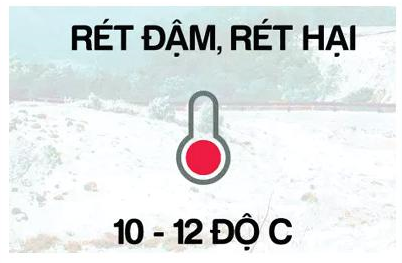 RÉT ĐẬM, RÉT HẠI
10 - 12 ĐỘ C